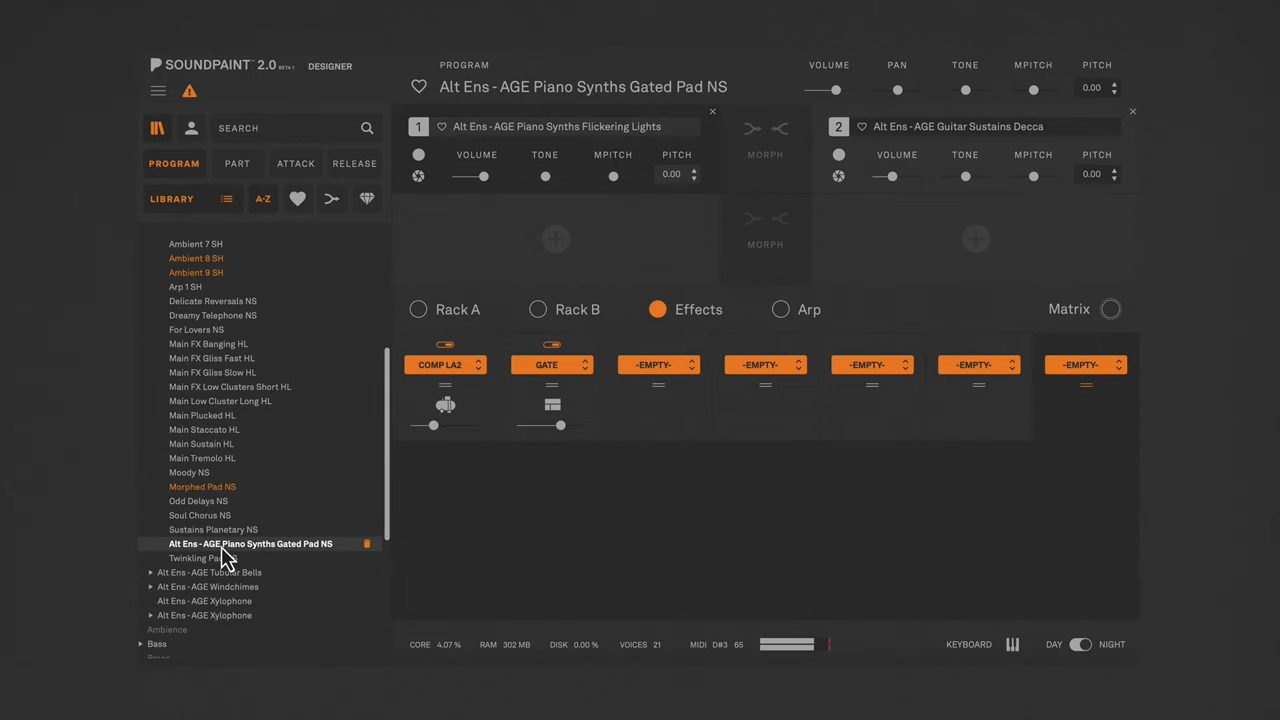 SOUNDPAINT™ 2.0 BETA 1 DESIGNER
PROGRAM
Alt Ens - AGE Piano Synths Gated Pad NS
VOLUME PAN TONE MPITCH PITCH
0.00
SEARCH
PROGRAM PART ATTACK RELEASE
LIBRARY A-Z
1 Alt Ens - AGE Piano Synths Flickering Lights
VOLUME TONE MPITCH PITCH
0.00
MORPH
2 Alt Ens - AGE Guitar Sustains Decca
VOLUME TONE MPITCH PITCH
0.00
MORPH
Ambient 7 SH
Ambient 8 SH
Ambient 9 SH
Arp 1 SH
Delicate Reversals NS
Dreamy Telephone NS
For Lovers NS
Main FX Banging HL
Main FX Gliss Fast HL
Main FX Gliss Slow HL
Main FX Low Clusters Short HL
Main Low Cluster Long HL
Main Plucked HL
Main Staccato HL
Main Sustain HL
Main Tremolo HL
Moody NS
Morphed Pad NS
Odd Delays NS
Soul Chorus NS
Sustains Planetary NS
Alt Ens - AGE Piano Synths Gated Pad NS
Twinkling
Alt Ens - AGE Tubular Bells
Alt Ens - AGE Windchimes
Alt Ens - AGE Xylophone
Alt Ens - AGE Xylophone
Ambience
Bass
Rack A Rack B Effects Arp Matrix
COMP LA2 GATE -EMPTY- -EMPTY- -EMPTY- -EMPTY- -EMPTY-
CORE 4.07 % RAM 302 MB DISK 0.00 % VOICES 21 MIDI D#3 65 KEYBOARD DAY NIGHT